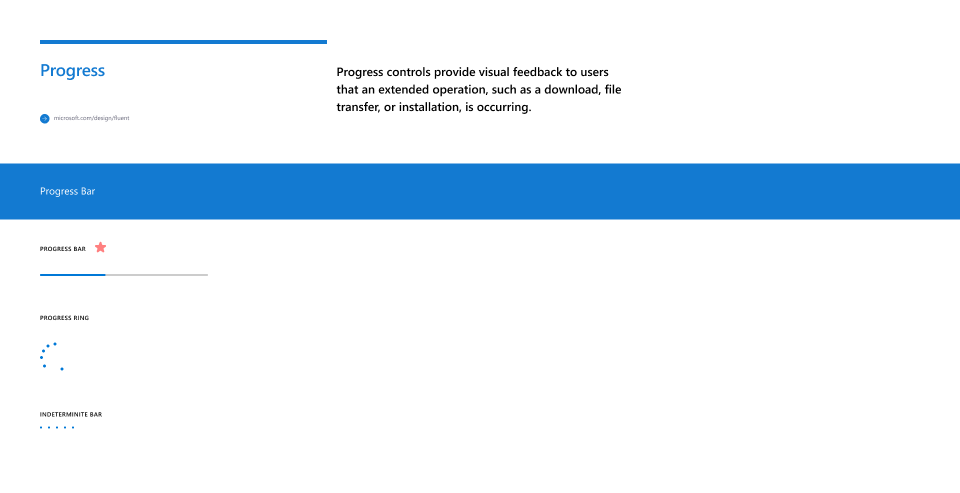 Progress
Progress controls provide visual feedback to users
that an extended operation, such as a download, file
transfer, or installation, is occurring.
microsoft.com/design/fluent
Progress Bar
PROGRESS BAR
PROGRESS RING
INDETERMINITE BAR